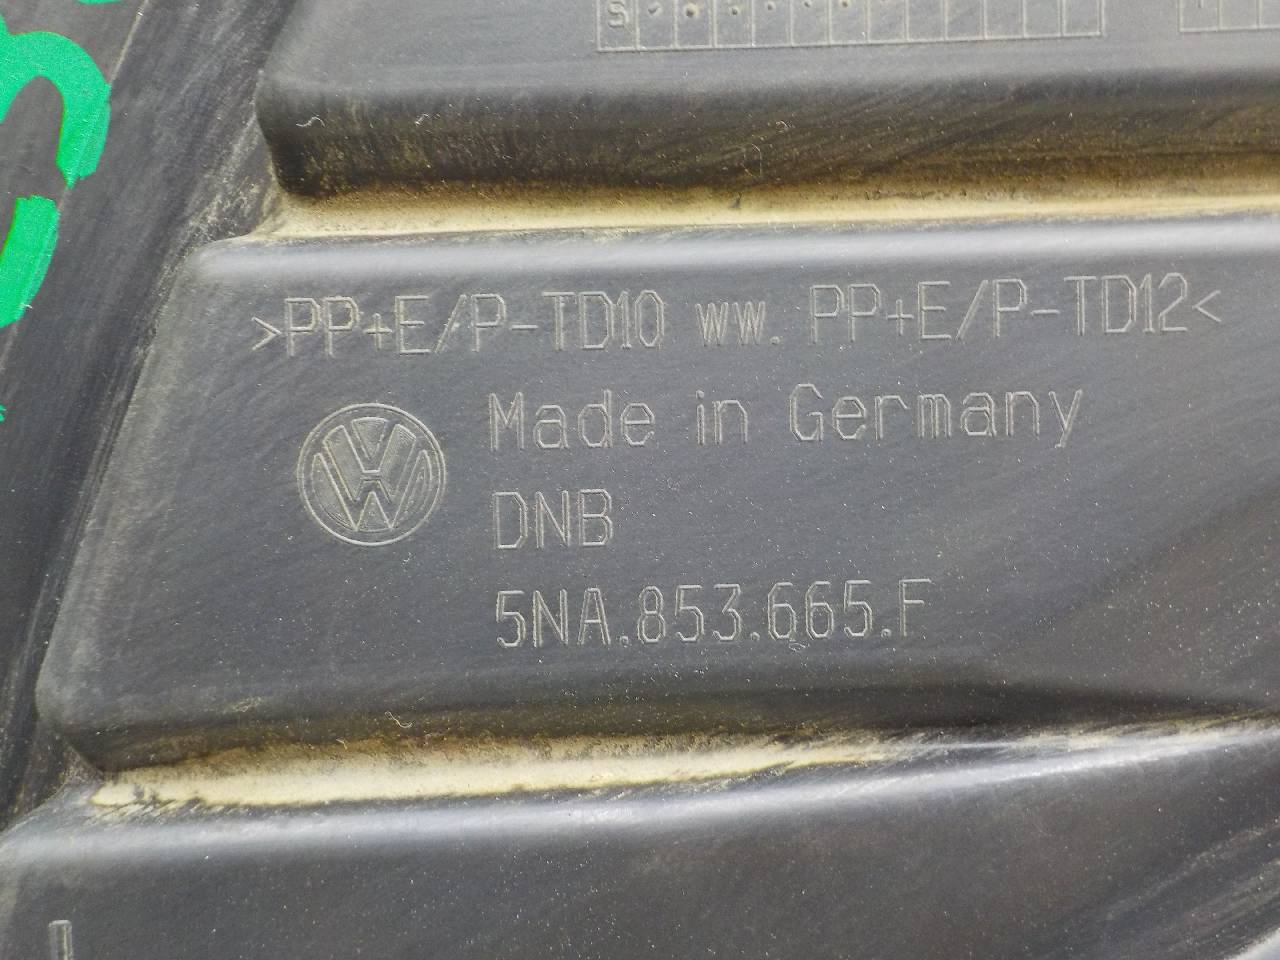 S
>PP+E/P-TD10 ww. PP+E/P-TD12<
Made in Germany
DNB
5NA.853.665.F